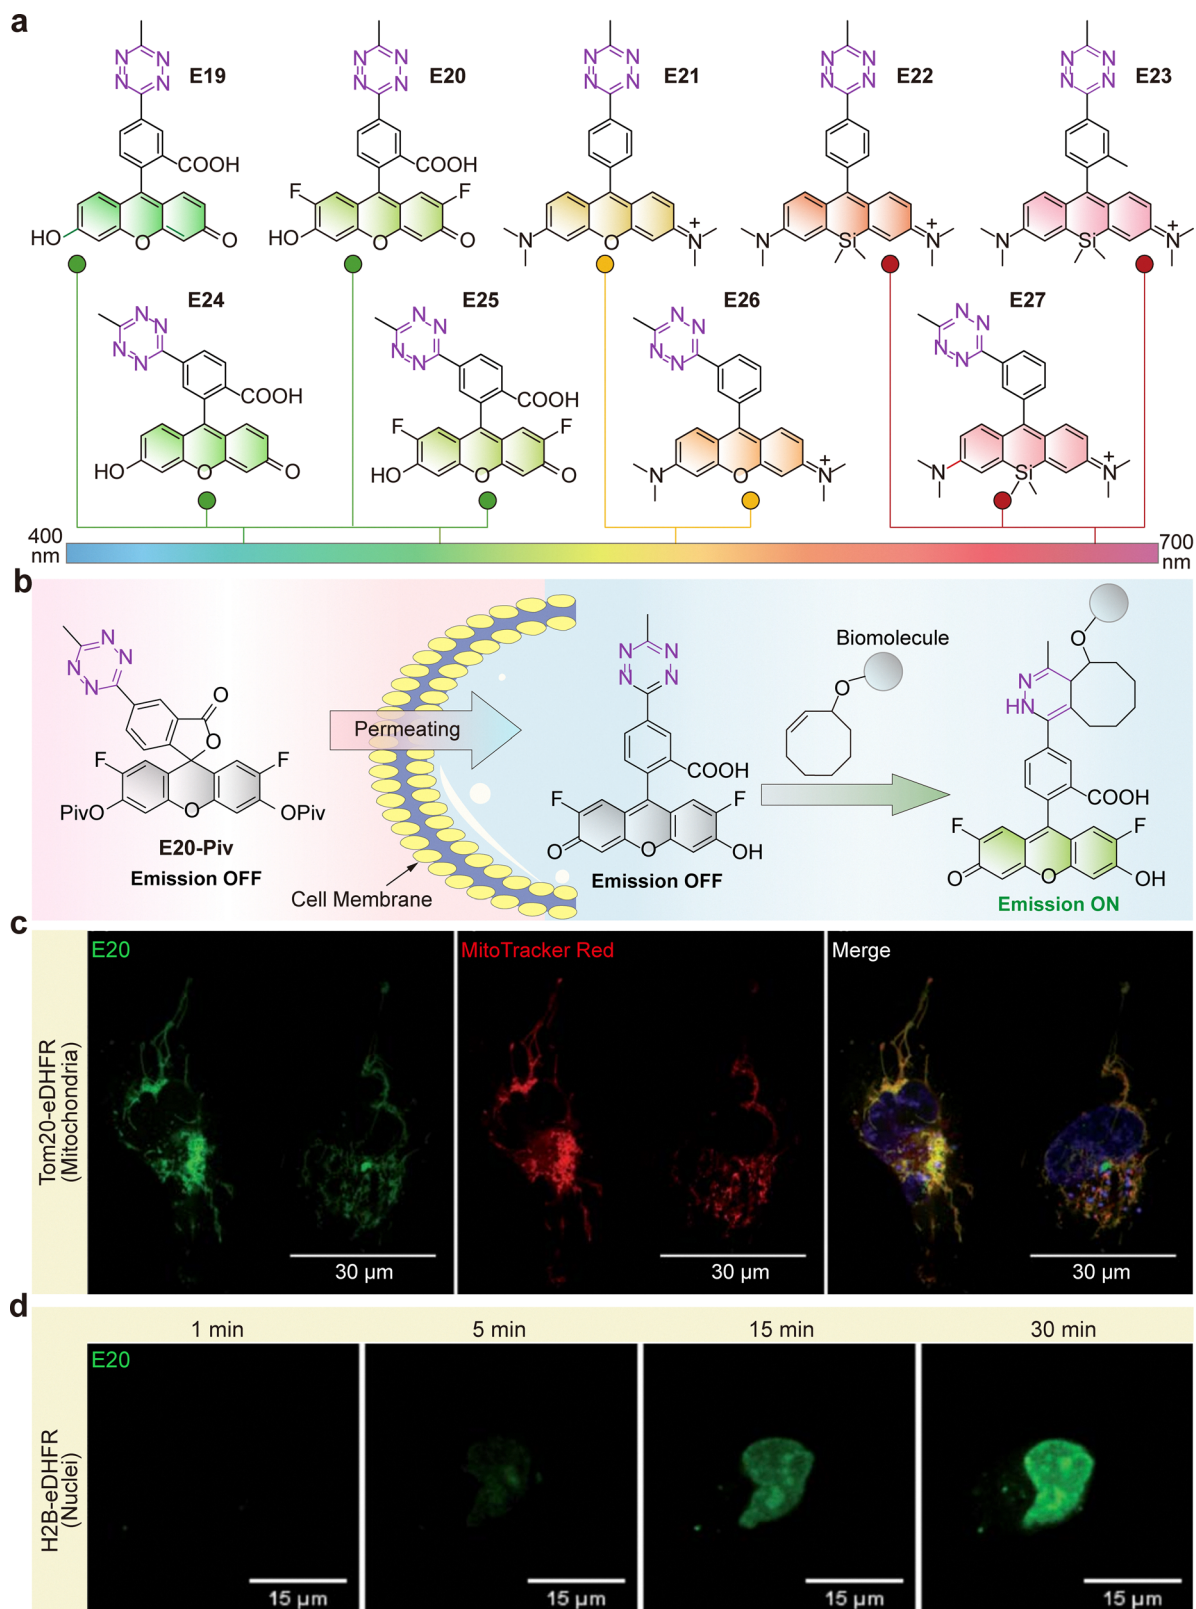 a
E19
E20
E21
E22
E23
N N
N N
N N
N N
N N
N N
N N
N N
N N
N N
COOH
COOH
HO O O
F F
HO O O
N O N +
N Si N +
N Si N +
E24
E25
E26
E27
N N
N N
N N
N N
N N
N N
N N
N N
COOH
COOH
HO O O
F F
HO O O
N O N +
N Si N +
400
nm
700
nm
b
N N
N N
O
O
F F
PivO O OPiv
E20-Piv
Emission OFF
Permeating
Cell Membrane
N N
N N
COOH
F F
O O OH
Emission OFF
Biomolecule
O
O
N
HN
N
COOH
F F
O O OH
Emission ON
c
Tom20-eDHFR
(Mitochondria)
E20
MitoTracker Red
Merge
30 μm
30 μm
30 μm
d
1 min
5 min
15 min
30 min
H2B-eDHFR
(Nuclei)
E20
15 μm
15 μm
15 μm
15 μm